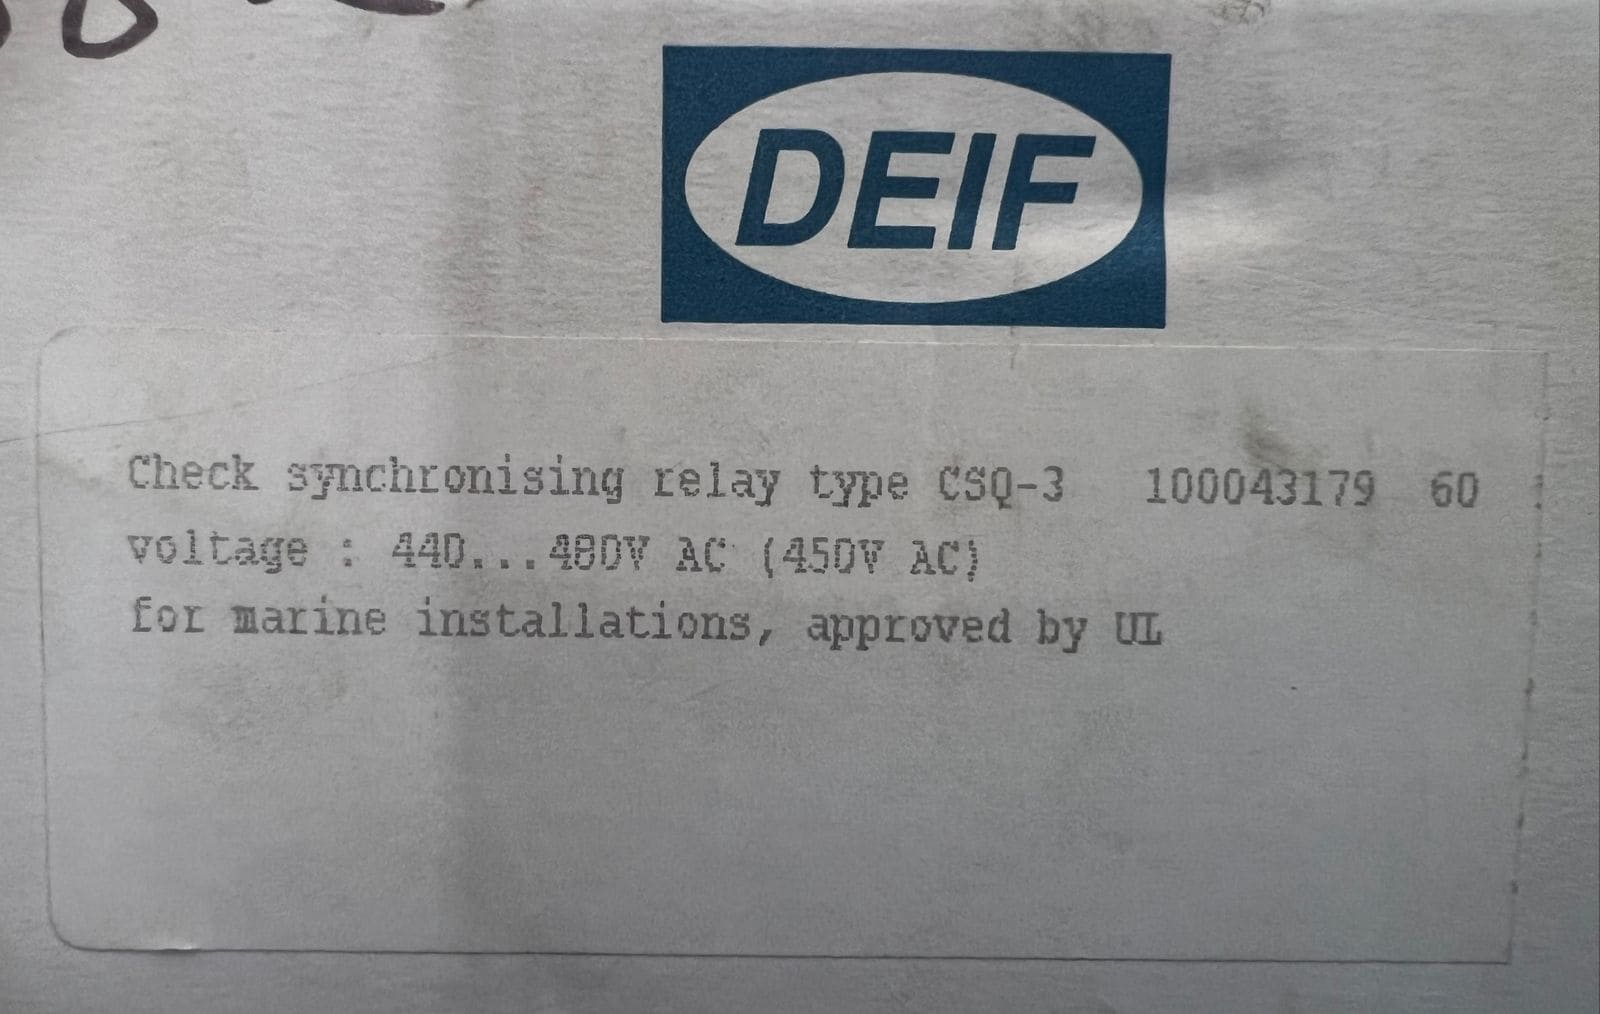 DEIF
Check synchronising relay type CSQ-3 100043179 60
voltage : 440...480V AC (450V AC)
for marine installations, approved by UL